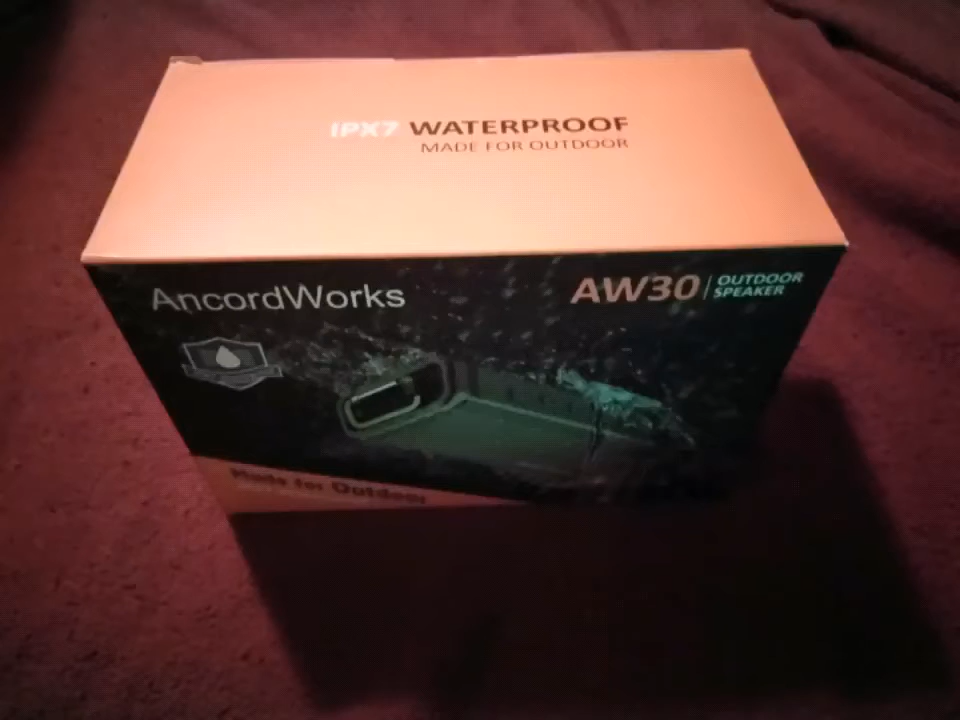 IPX7 WATERPROOF
MADE FOR OUTDOOR
AncordWorks
AW30 | OUTDOOR
SPEAKER
Made for Outdoor